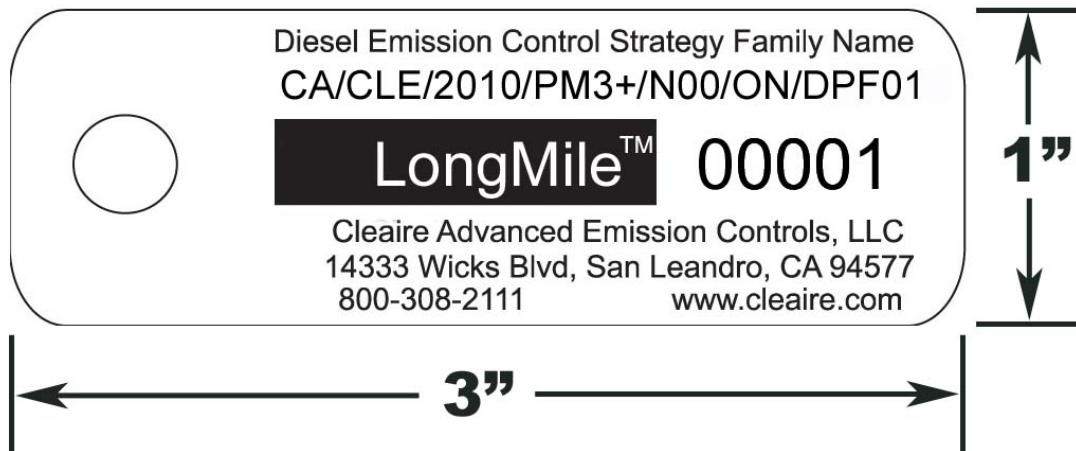 Diesel Emission Control Strategy Family Name
CA/CLE/2010/PM3+/N00/ON/DPF01
LongMile™ 00001
Cleaire Advanced Emission Controls, LLC
14333 Wicks Blvd, San Leandro, CA 94577
800-308-2111 www.cleaire.com
1”
3”